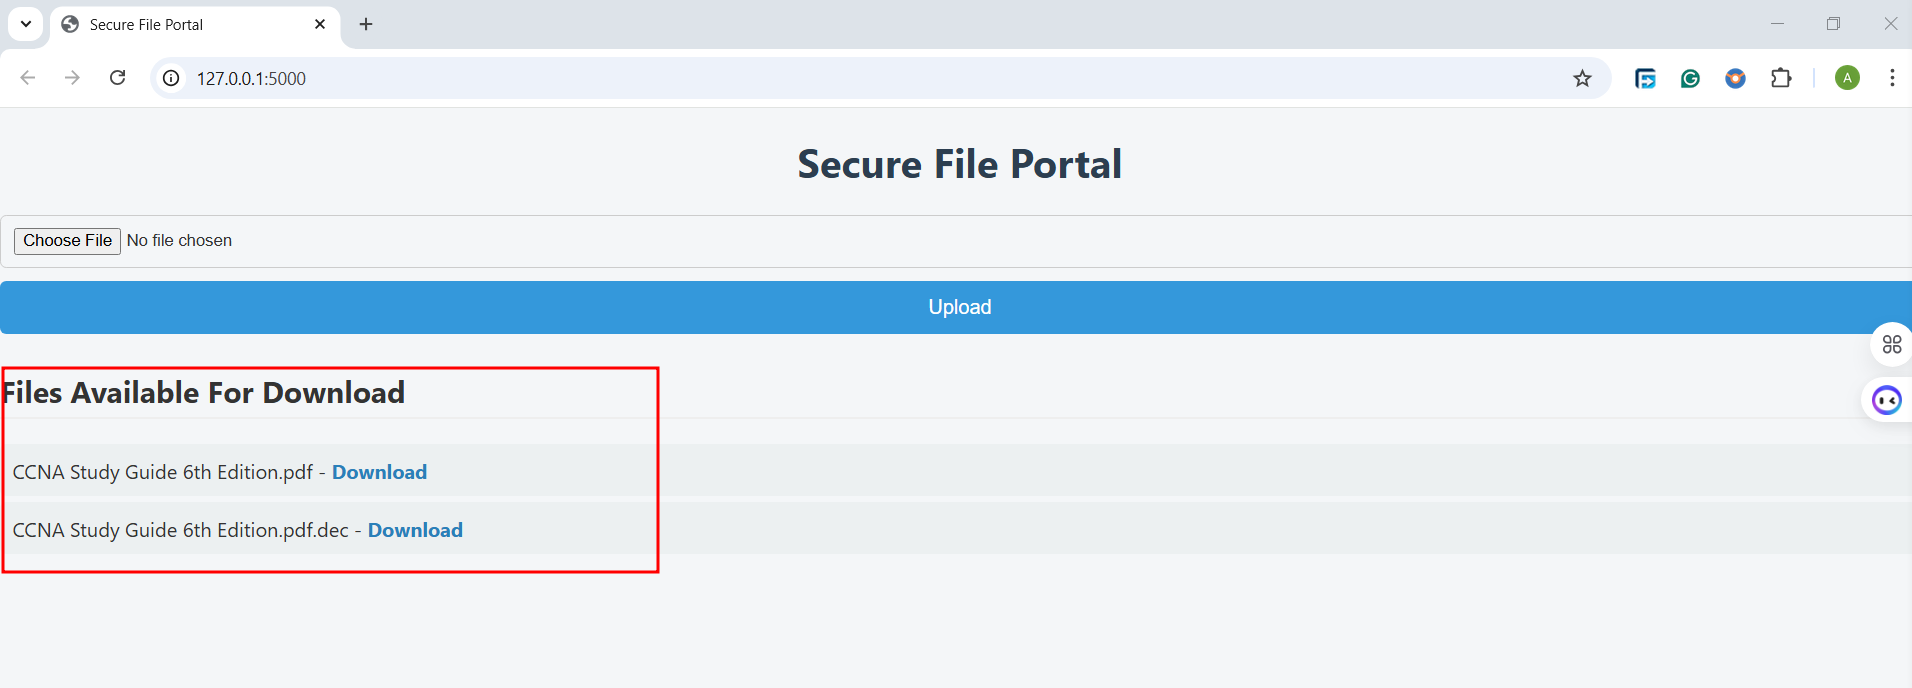 Secure File Portal
127.0.0.1:5000
A
Secure File Portal
Choose File No file chosen
Upload
Files Available For Download
CCNA Study Guide 6th Edition.pdf - Download
CCNA Study Guide 6th Edition.pdf.dec - Download